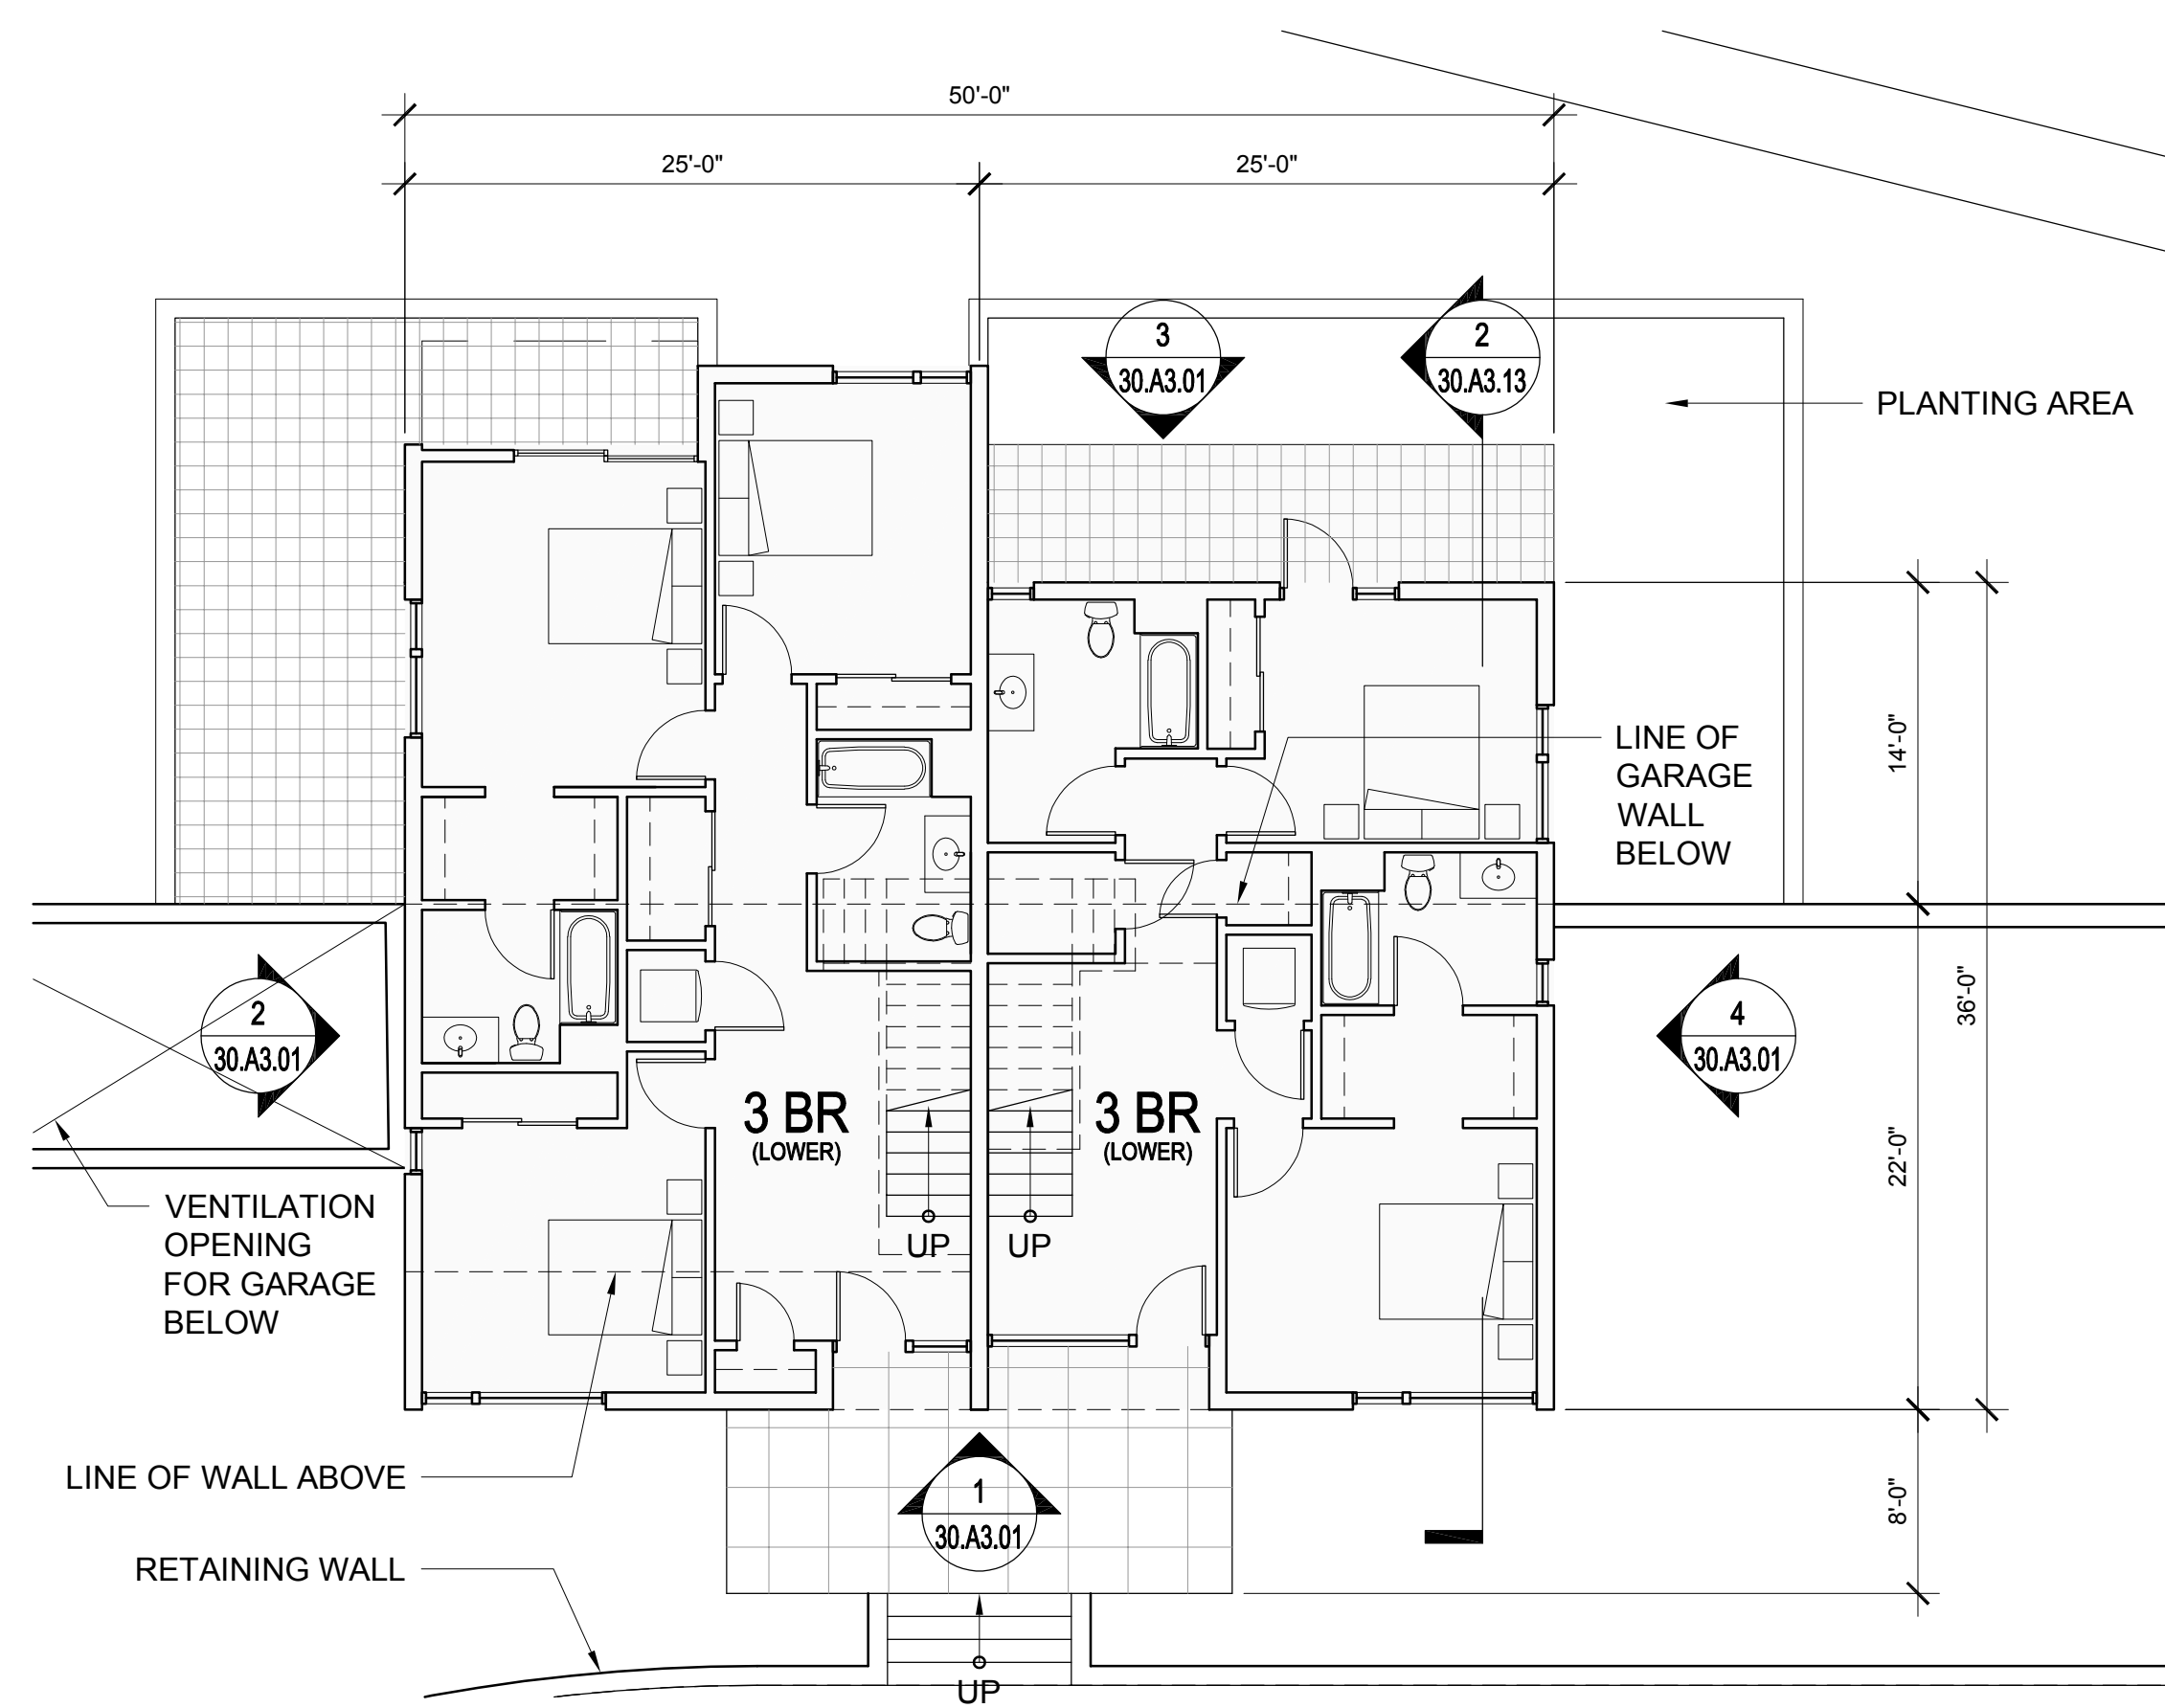 50'-0"
25'-0"
25'-0"
3
30.A3.01
2
30.A3.13
PLANTING AREA
LINE OF
GARAGE
WALL
BELOW
14'-0"
36'-0"
2
30.A3.01
4
30.A3.01
3 BR
(LOWER)
3 BR
(LOWER)
22'-0"
VENTILATION
OPENING
FOR GARAGE
BELOW
UP
UP
LINE OF WALL ABOVE
1
30.A3.01
8'-0"
RETAINING WALL
UP